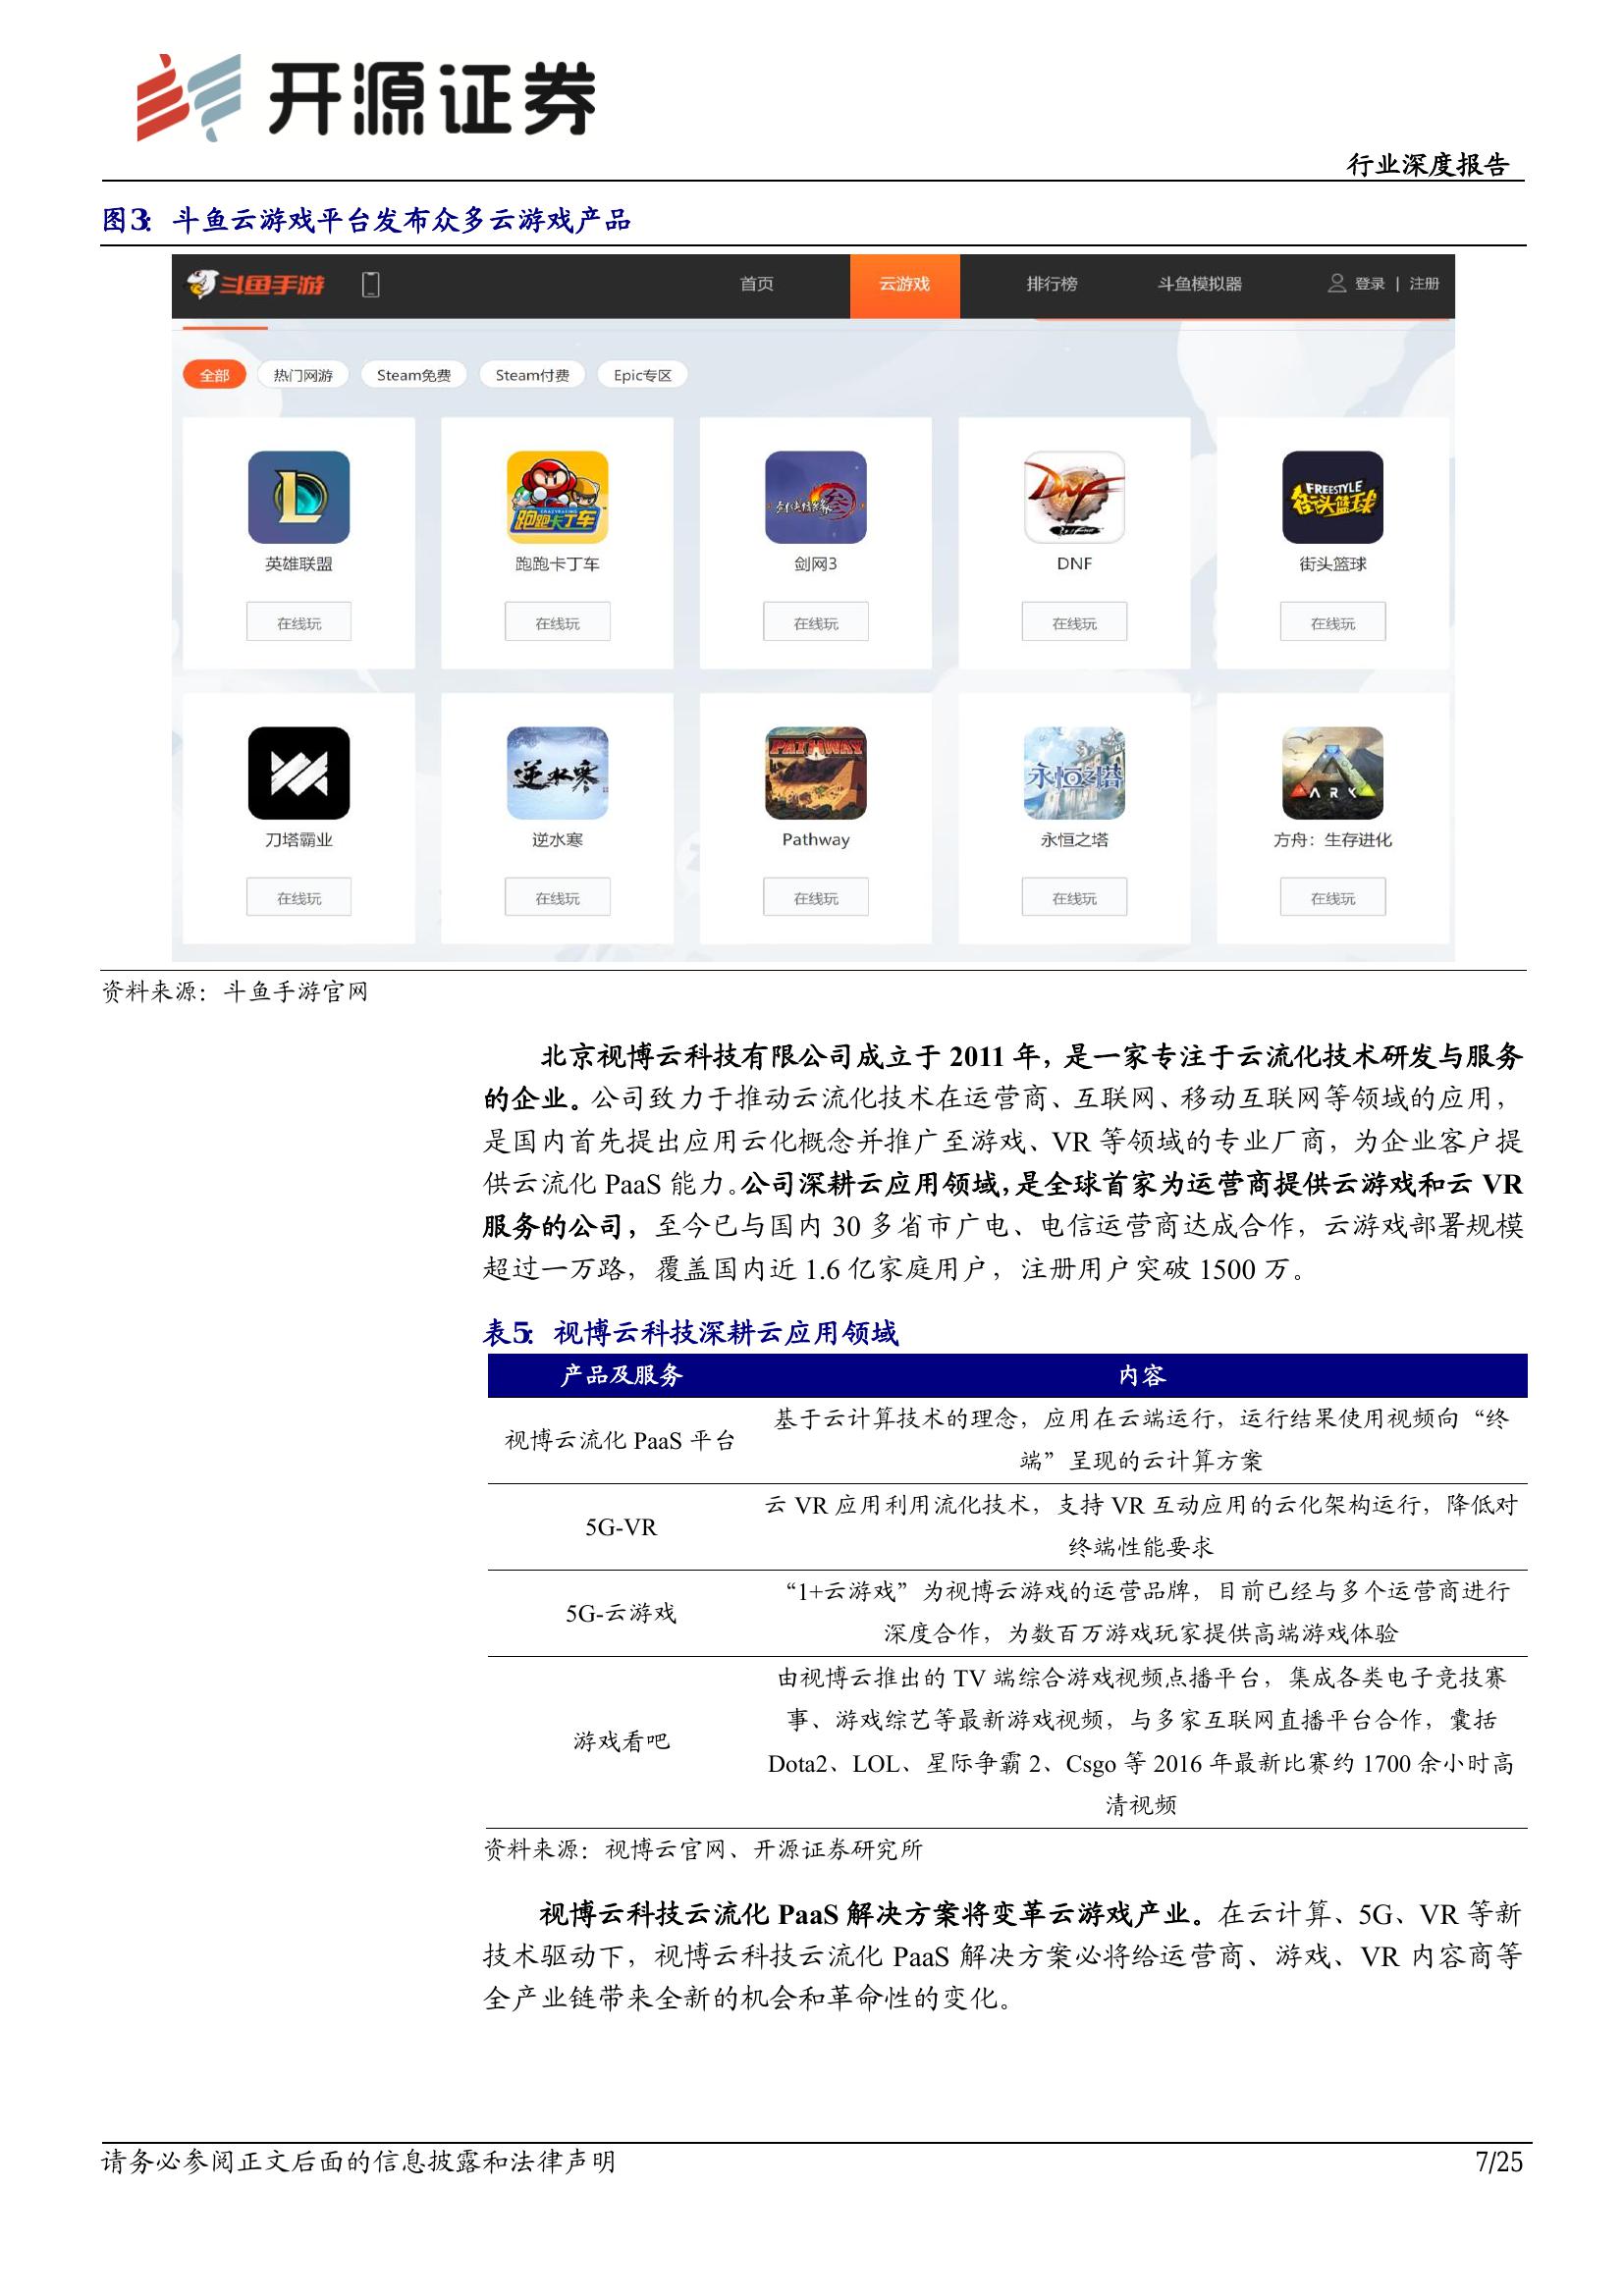 开源证券
行业深度报告
图3：斗鱼云游戏平台发布众多云游戏产品
斗鱼手游 首页 云游戏 排行榜 斗鱼模拟器 登录 | 注册
全部 热门网游 Steam免费 Steam付费 Epic专区
FREESTYLE
跑跑卡丁车 叁 DNF 街头篮球
英雄联盟 跑跑卡丁车 剑网3 DNF 街头篮球
在线玩 在线玩 在线玩 在线玩 在线玩
PATHWAY
逆水寒 永恒之塔 ARK
刀塔霸业 逆水寒 Pathway 永恒之塔 方舟：生存进化
在线玩 在线玩 在线玩 在线玩 在线玩
资料来源：斗鱼手游官网
北京视博云科技有限公司成立于 2011 年，是一家专注于云流化技术研发与服务
的企业。公司致力于推动云流化技术在运营商、互联网、移动互联网等领域的应用，
是国内首先提出应用云化概念并推广至游戏、VR 等领域的专业厂商，为企业客户提
供云流化 PaaS 能力。公司深耕云应用领域，是全球首家为运营商提供云游戏和云 VR
服务的公司，至今已与国内 30 多省市广电、电信运营商达成合作，云游戏部署规模
超过一万路，覆盖国内近 1.6 亿家庭用户，注册用户突破 1500 万。
表5：视博云科技深耕云应用领域
产品及服务 内容
视博云流化 PaaS 平台 基于云计算技术的理念，应用在云端运行，运行结果使用视频向“终
端”呈现的云计算方案
5G-VR 云 VR 应用利用流化技术，支持 VR 互动应用的云化架构运行，降低对
终端性能要求
5G-云游戏 “1+云游戏”为视博云游戏的运营品牌，目前已经与多个运营商进行
深度合作，为数百万游戏玩家提供高端游戏体验
游戏看吧 由视博云推出的 TV 端综合游戏视频点播平台，集成各类电子竞技赛
事、游戏综艺等最新游戏视频，与多家互联网直播平台合作，囊括
Dota2、LOL、星际争霸 2、Csgo 等 2016 年最新比赛约 1700 余小时高
清视频
资料来源：视博云官网、开源证券研究所
视博云科技云流化 PaaS 解决方案将变革云游戏产业。在云计算、5G、VR 等新
技术驱动下，视博云科技云流化 PaaS 解决方案必将给运营商、游戏、VR 内容商等
全产业链带来全新的机会和革命性的变化。
请务必参阅正文后面的信息披露和法律声明 7/25